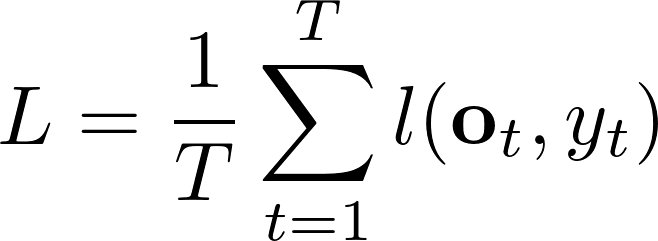 L = \frac{1}{T} \sum_{t=1}^{T} l(\mathbf{o}_t, y_t)